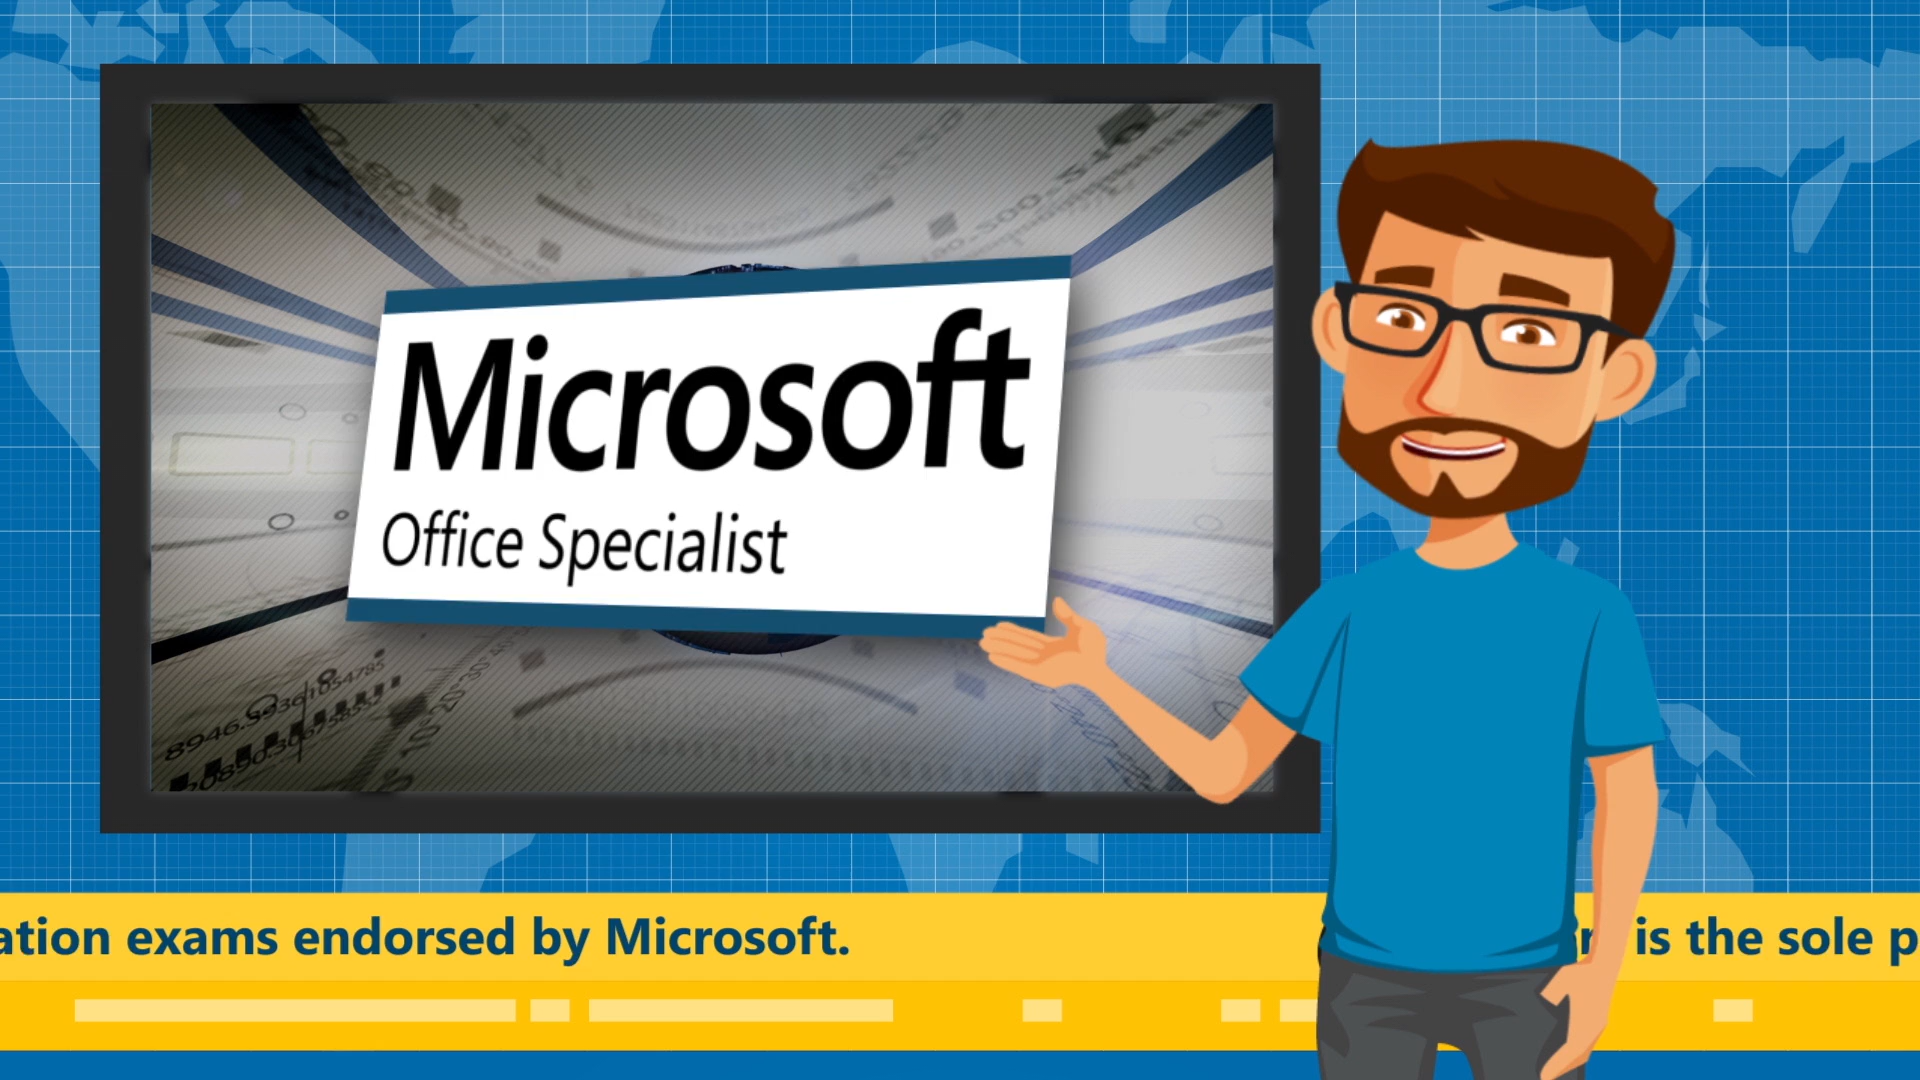 Microsoft
Office Specialist
ation exams endorsed by Microsoft. is the sole p